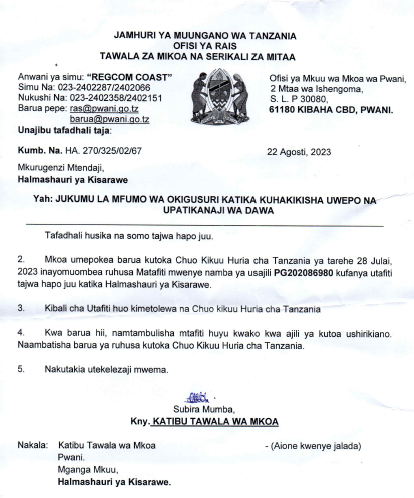 JAMHURI YA MUUNGANO WA TANZANIA
OFISI YA RAIS
TAWALA ZA MIKOA NA SERIKALI ZA MITAA
Anwani ya simu: “REGCOM COAST”
Simu Na: 023-2402287/2402066
Nukushi Na: 023-2402358/2402151
Barua pepe: ras@pwani.go.tz
barua@pwani.go.tz
Unajibu tafadhali taja:
Ofisi ya Mkuu wa Mkoa wa Pwani,
2 Mtaa wa Ishengoma,
S. L. P 30080,
61180 KIBAHA CBD, PWANI.
Kumb. Na. HA. 270/325/02/67
22 Agosti, 2023
Mkurugenzi Mtendaji,
Halmashauri ya Kisarawe
Yah: JUKUMU LA MFUMO WA OKIGUSURI KATIKA KUHAKIKISHA UWEPO NA
UPATIKANAJI WA DAWA
Tafadhali husika na somo tajwa hapo juu.
2. Mkoa umepokea barua kutoka Chuo Kikuu Huria cha Tanzania ya tarehe 28 Julai,
2023 inayomuombea ruhusa Matafiti mwenye namba ya usajili PG202086980 kufanya utafiti
tajwa hapo juu katika Halmashauri ya Kisarawe.
3. Kibali cha Utafiti huo kimetolewa na Chuo kikuu Huria cha Tanzania
4. Kwa barua hii, namtambulisha mtafiti huyu kwako kwa ajili ya kutoa ushirikiano.
Naambatisha barua ya ruhusa kutoka Chuo Kikuu Huria cha Tanzania.
5. Nakutakia utekelezaji mwema.
Subira Mumba,
Kny. KATIBU TAWALA WA MKOA
Nakala: Katibu Tawala wa Mkoa - (Aione kwenye jalada)
Pwani.
Mganga Mkuu,
Halmashauri ya Kisarawe.